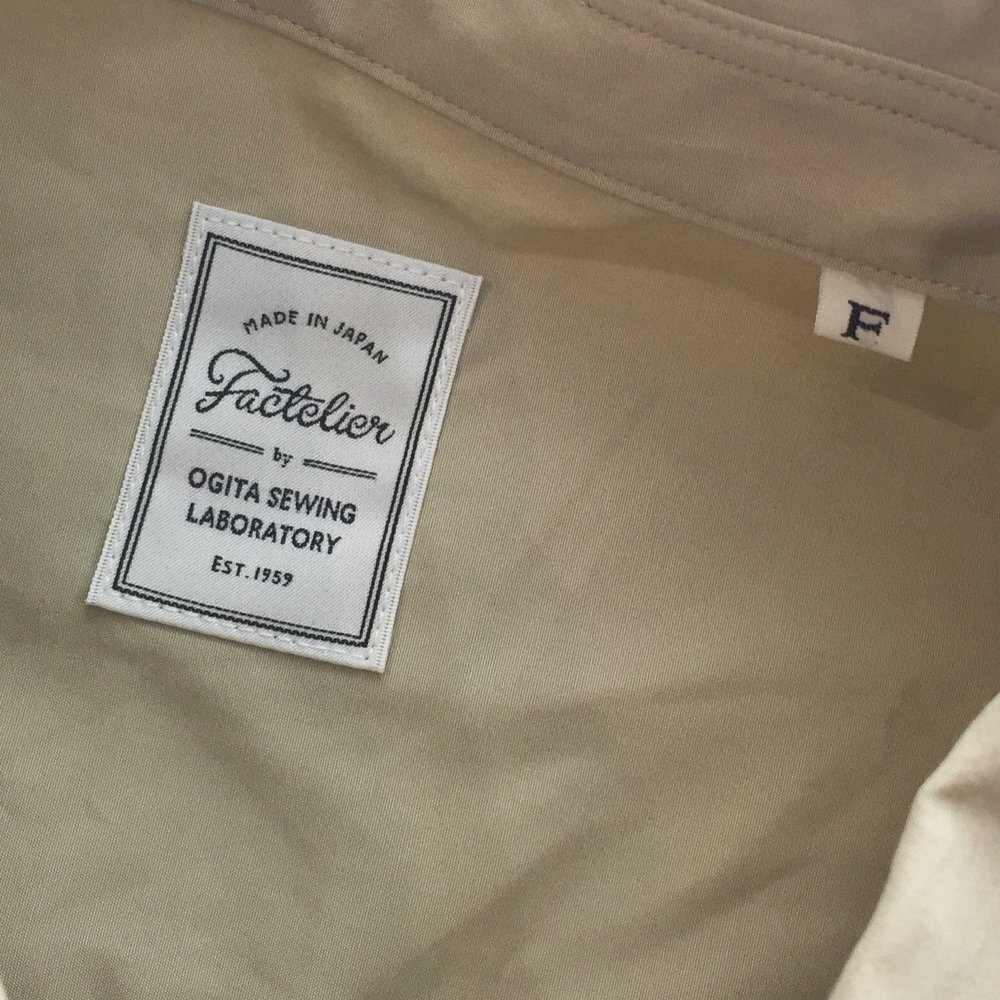 MADE IN JAPAN
Factelier
by
OGITA SEWING
LABORATORY
EST. 1959
F